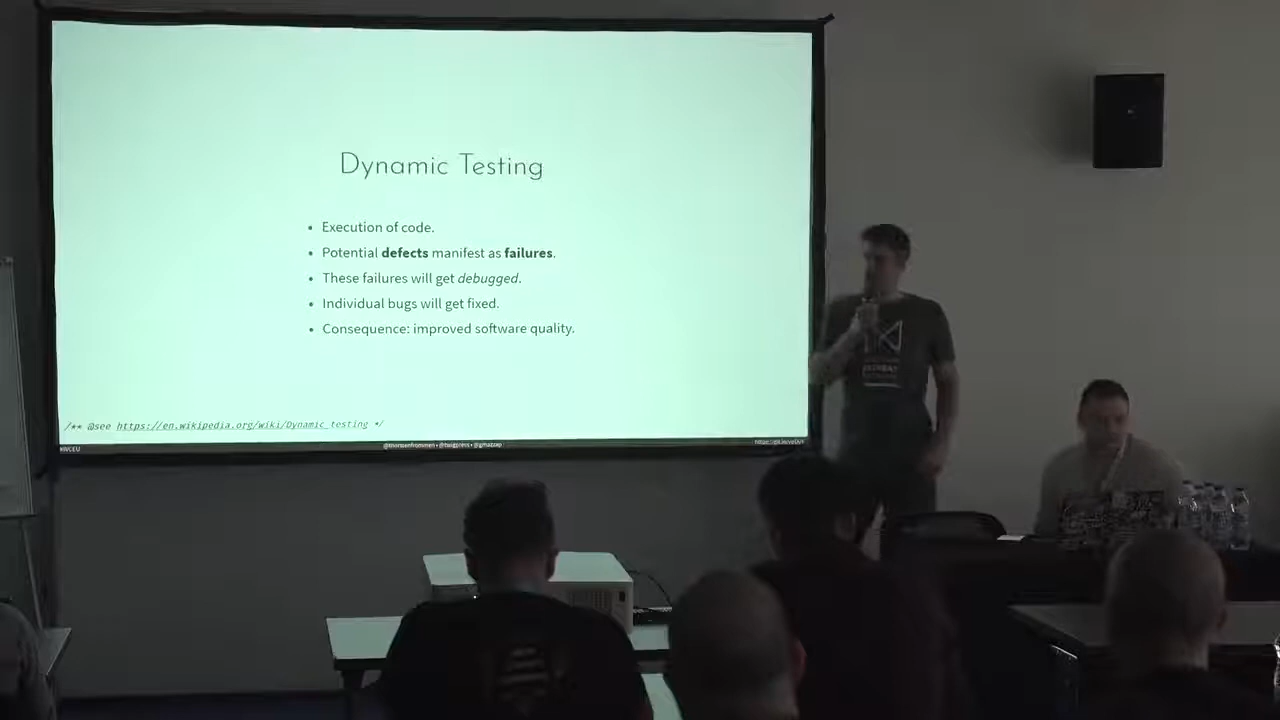 Dynamic Testing
• Execution of code.
• Potential defects manifest as failures.
• These failures will get debugged.
• Individual bugs will get fixed.
• Consequence: improved software quality.
/** @see https://en.wikipedia.org/wiki/Dynamic_testing */